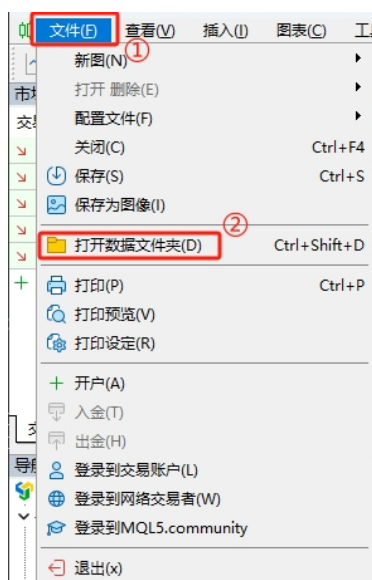 文件(F) 查看(V) 插入(I) 图表(C)
①
新图(N)
打开 删除(E)
配置文件(F)
关闭(C) Ctrl+F4
保存(S) Ctrl+S
保存为图像(I)
②
打开数据文件夹(D) Ctrl+Shift+D
打印(P) Ctrl+P
打印预览(V)
打印设定(R)
开户(A)
入金(T)
出金(H)
登录到交易账户(L)
登录到网络交易者(W)
登录到MQL5.community
退出(x)